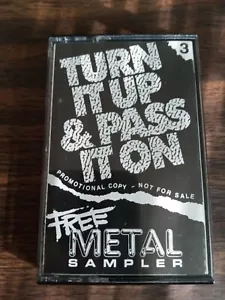 3
TURN
IT UP
& PASS
IT ON
PROMOTIONAL COPY - NOT FOR SALE
FREE
METAL
SAMPLER